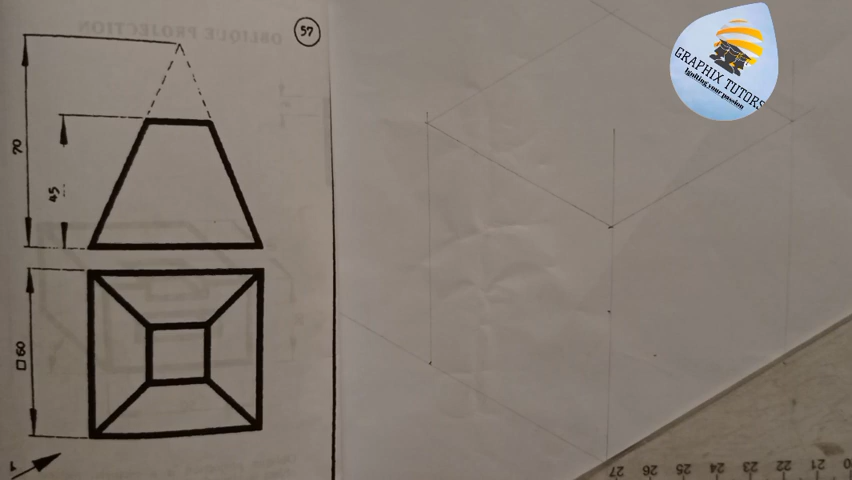 OBLIQUE PROJECTION
57
70
45
□ 60
1
GRAPHIX TUTORS
Igniting your passion
27 26 25 24 23 22 21 20